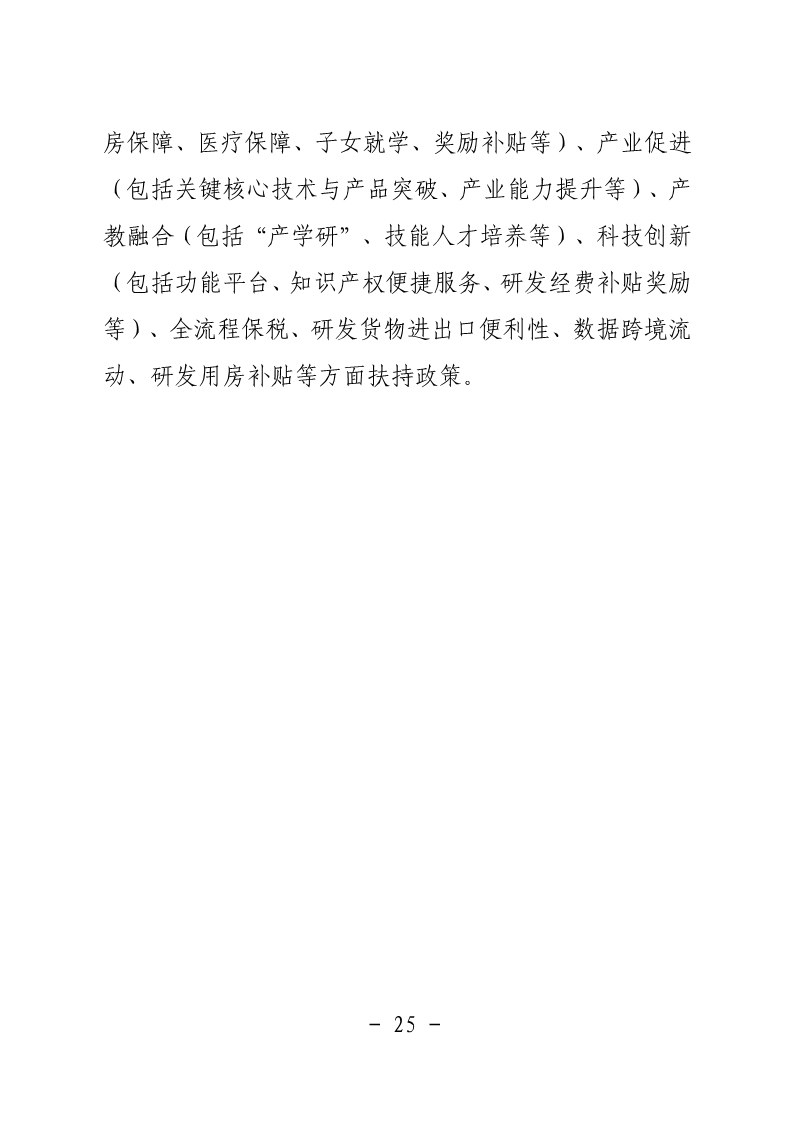 房保障、医疗保障、子女就学、奖励补贴等）、产业促进
（包括关键核心技术与产品突破、产业能力提升等）、产
教融合（包括“产学研”、技能人才培养等）、科技创新
（包括功能平台、知识产权便捷服务、研发经费补贴奖励
等）、全流程保税、研发货物进出口便利性、数据跨境流
动、研发用房补贴等方面扶持政策。
- 25 -